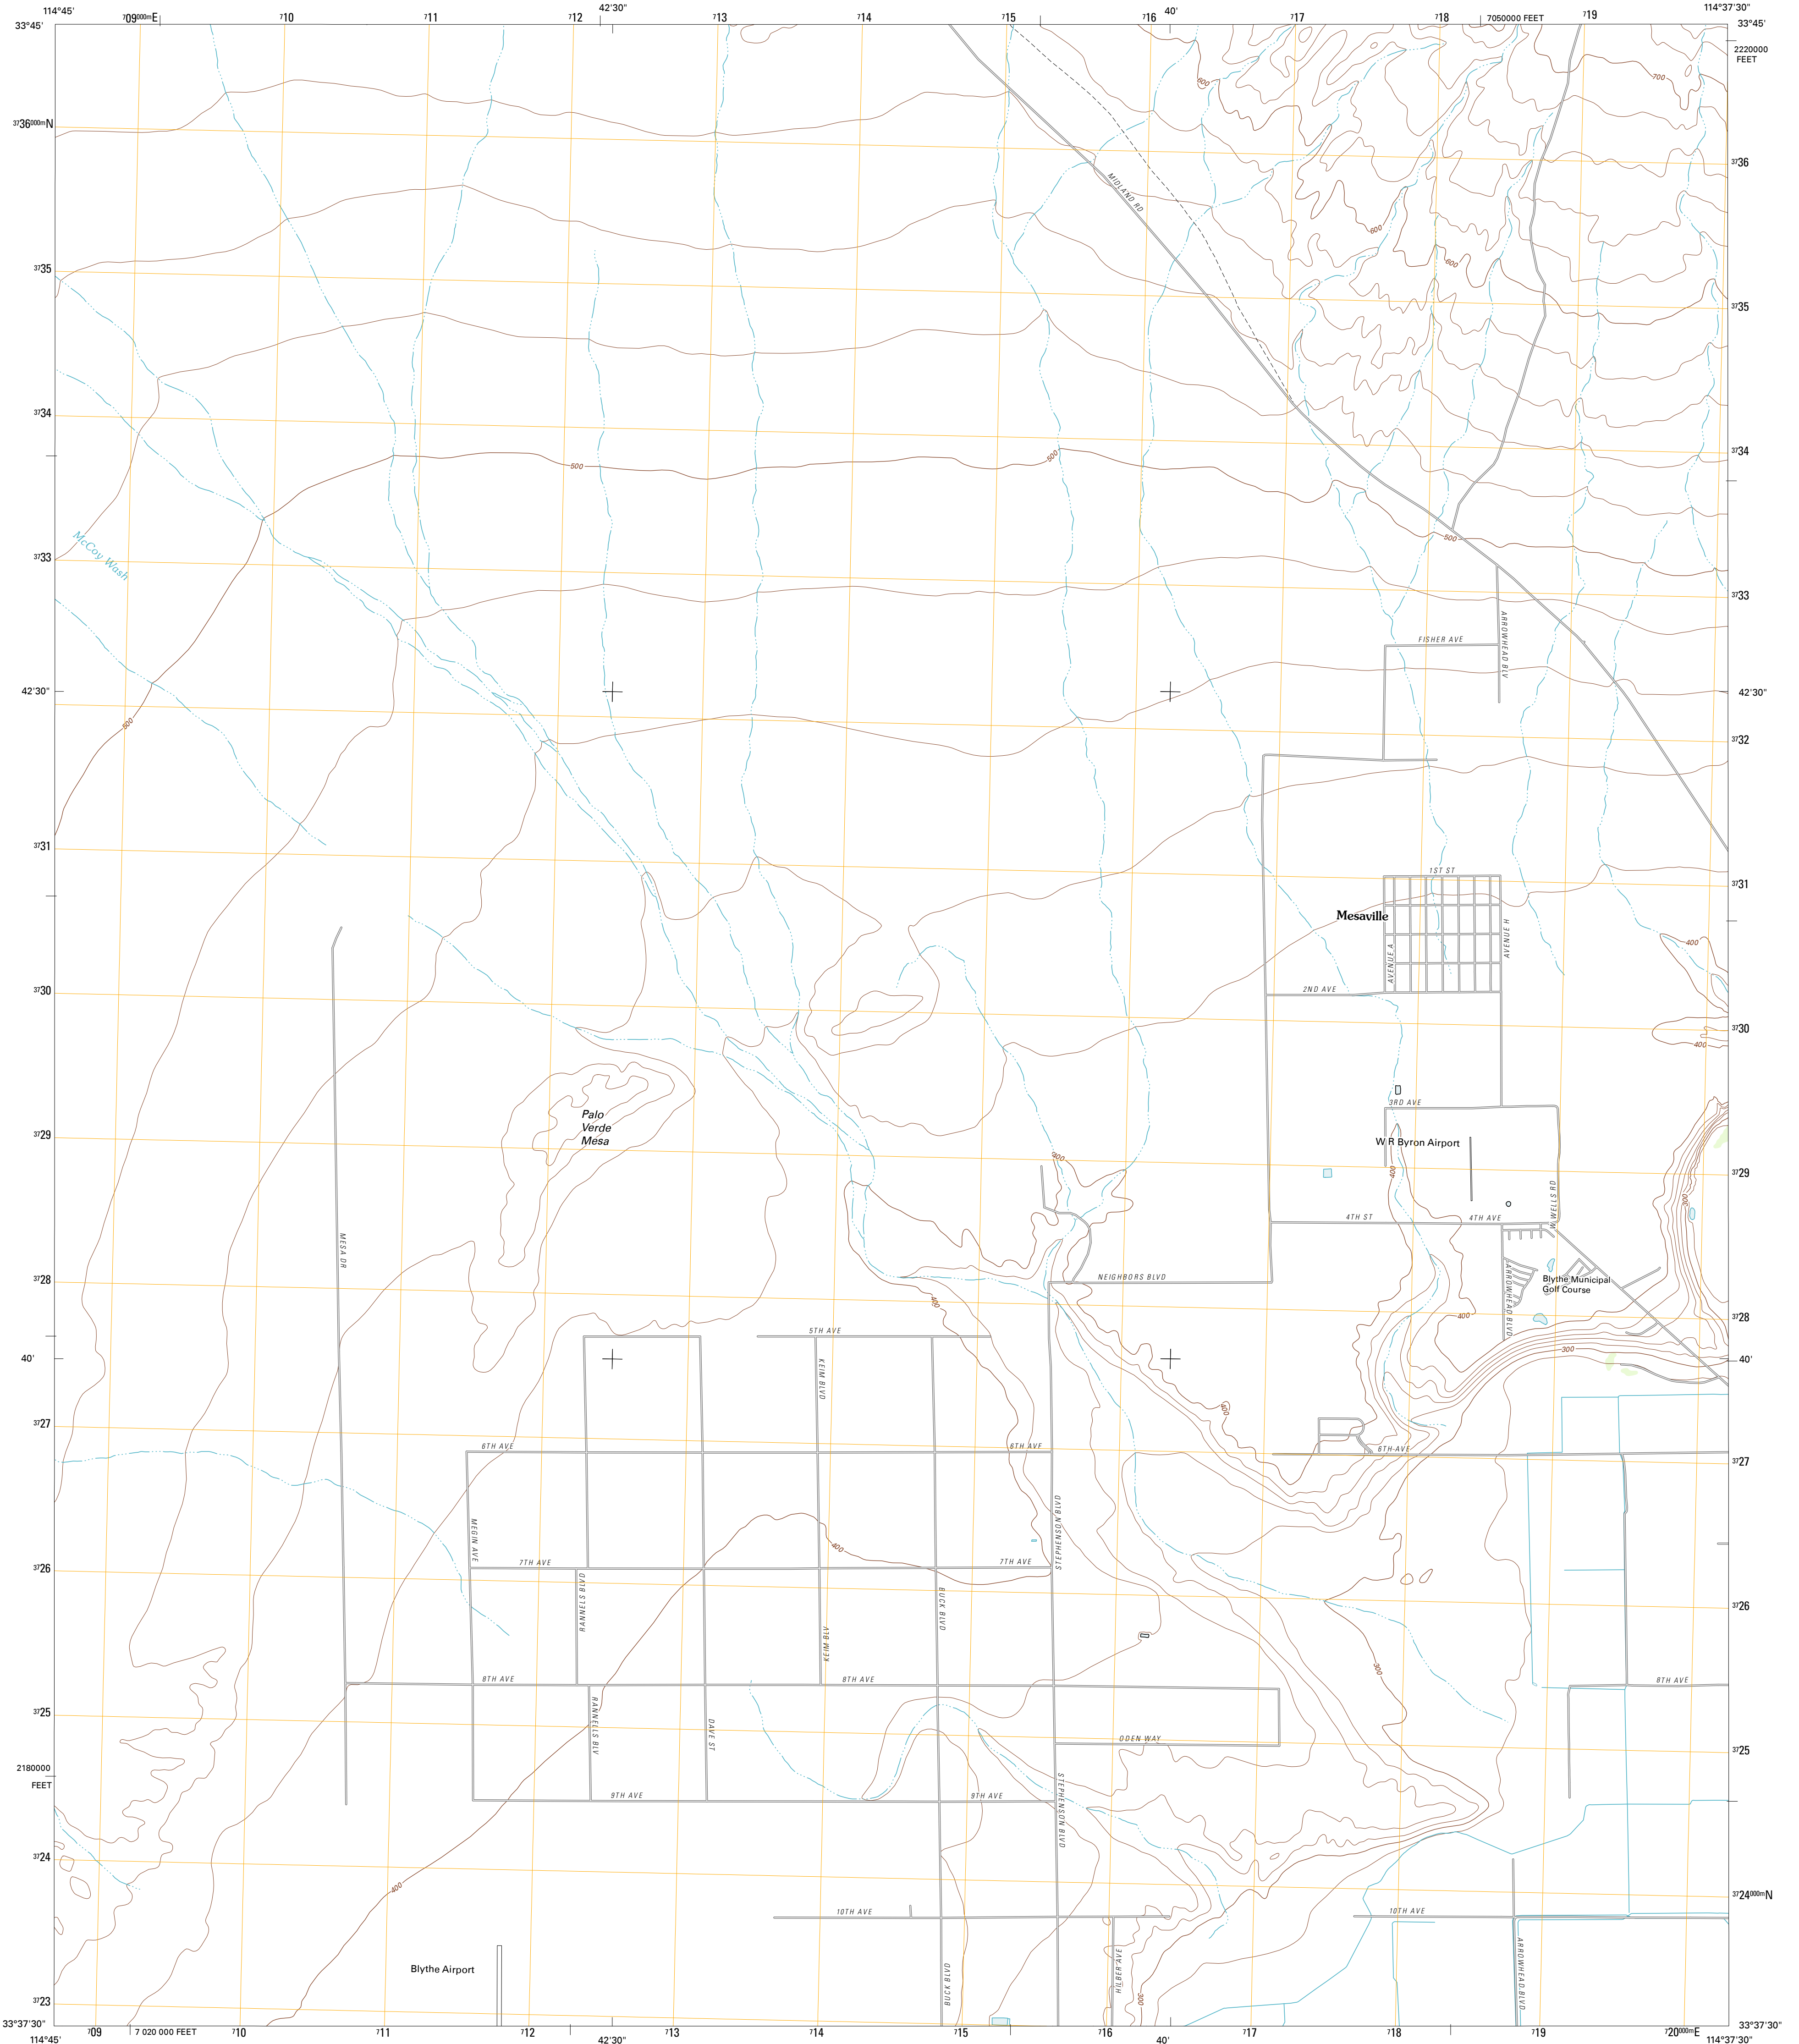 114°45'
⁷09⁰⁰⁰ᵐE
⁷10
⁷11
⁷12
42'30"
⁷13
⁷14
⁷15
⁷16
40'
⁷17
⁷18
7050000 FEET
⁷19
114°37'30"
33°45'
33°45'
2220000
FEET
³⁷36⁰⁰⁰ᵐN
³⁷36
³⁷35
³⁷35
³⁷34
³⁷34
³⁷33
³⁷33
42'30"
42'30"
³⁷32
³⁷31
³⁷31
³⁷30
³⁷30
³⁷29
³⁷29
³⁷28
³⁷28
40'
40'
³⁷27
³⁷27
³⁷26
³⁷26
³⁷25
³⁷25
2180000
FEET
³⁷24
³⁷24⁰⁰⁰ᵐN
³⁷23
33°37'30"
33°37'30"
600
700
MIDLAND RD
600
600
500
500
500
McCoy Wash
500
FISHER AVE
ARROWHEAD BLV
1ST ST
Mesaville
AVENUE A
AVENUE H
2ND AVE
400
400
3RD AVE
W R Byron Airport
400
400
Palo
Verde
Mesa
W WELLS RD
300
4TH ST
4TH AVE
MESA DR
NEIGHBORS BLVD
ARROWHEAD BLVD
Blythe Municipal
Golf Course
400
400
5TH AVE
300
KEIM BLVD
400
6TH AVE
6TH AVE
6TH AVE
MEGIN AVE
STEPHENSON BLVD
400
7TH AVE
7TH AVE
RANNELS BLVD
BUCK BLVD
KEIM BLV
300
8TH AVE
8TH AVE
8TH AVE
RANNELLS BLV
DAVE ST
ODEN WAY
STEPHENSON BLVD
9TH AVE
9TH AVE
400
10TH AVE
10TH AVE
Blythe Airport
BUCK BLVD
HILBER AVE
300
ARROWHEAD BLVD
114°45'
⁷09
7 020 000 FEET
⁷10
⁷11
⁷12
42'30"
⁷13
⁷14
⁷15
⁷16
40'
⁷17
⁷18
⁷19
⁷20⁰⁰⁰ᵐE
114°37'30"